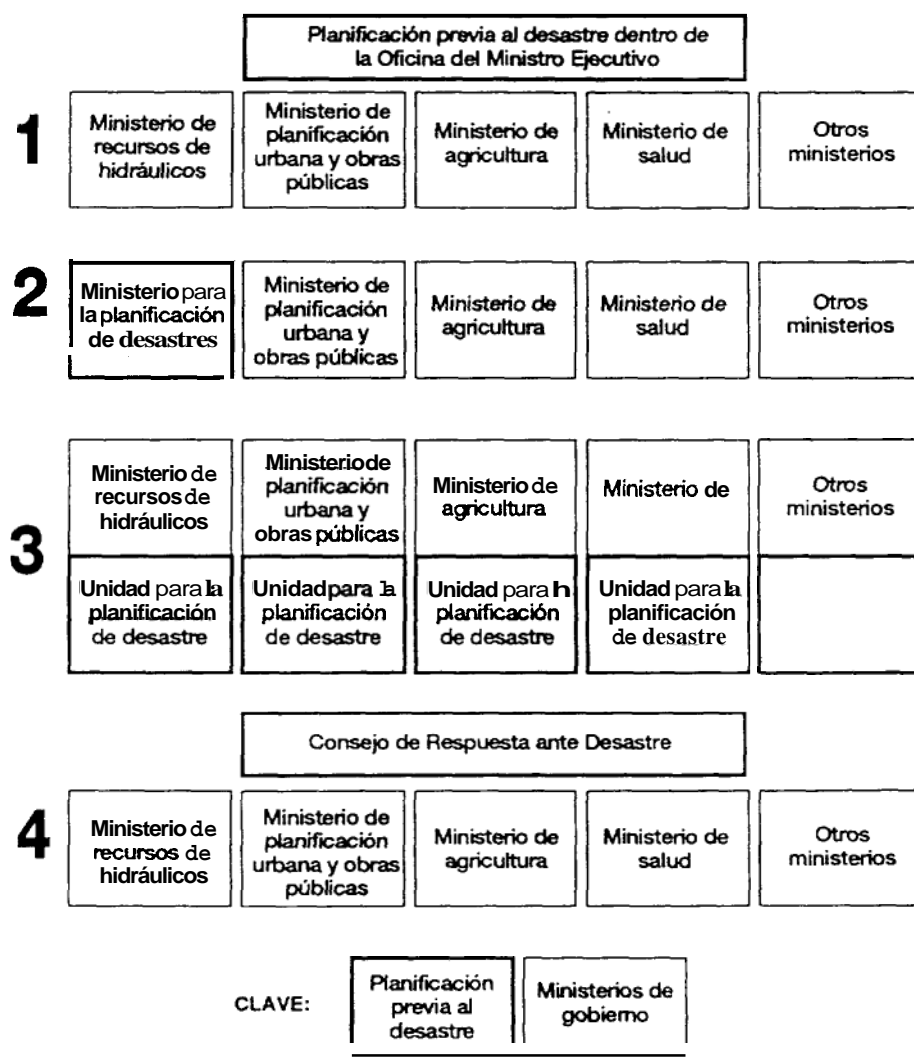 Planificación previa al desastre dentro de
la Oficina del Ministro Ejecutivo
1
Ministerio de
recursos de
hidráulicos
Ministerio de
planificación
urbana y obras
públicas
Ministerio de
agricultura
Ministerio de
salud
Otros
ministerios
2
Ministerio para
la planificación
de desastres
Ministerio de
planificación
urbana y
obras públicas
Ministerio de
agricultura
Ministerio de
salud
Otros
ministerios
3
Ministerio de
recursos de
hidráulicos
Ministerio de
planificación
urbana y
obras públicas
Ministerio de
agricultura
Ministerio de
Otros
ministerios
Unidad para la
planificación
de desastre
Unidad para la
planificación
de desastre
Unidad para h
planificación
de desastre
Unidad para la
planificación
de desastre
Consejo de Respuesta ante Desastre
4
Ministerio de
recursos de
hidráulicos
Ministerio de
planificación
urbana y obras
públicas
Ministerio de
agricultura
Ministerio de
salud
Otros
ministerios
CLAVE:
Planificación
previa al
desastre
Ministerios de
gobierno